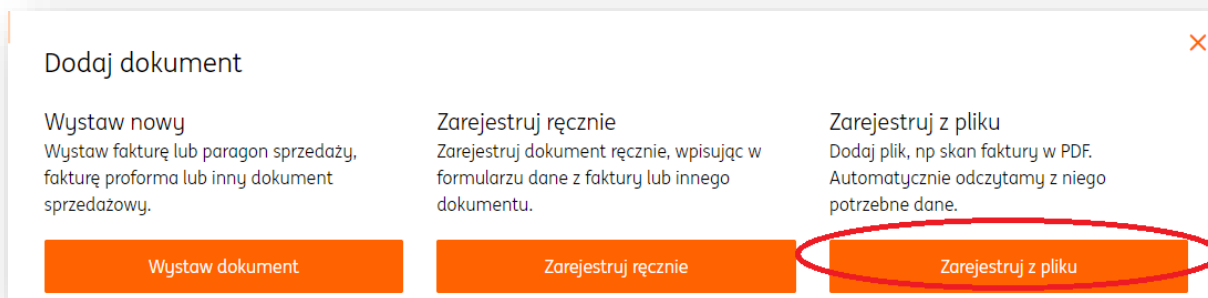 Dodaj dokument
Wystaw nowy
Wystaw fakturę lub paragon sprzedaży,
fakturę proforma lub inny dokument
sprzedażowy.
Wystaw dokument
Zarejestruj ręcznie
Zarejestruj dokument ręcznie, wpisując w
formularzu dane z faktury lub innego
dokumentu.
Zarejestruj ręcznie
Zarejestruj z pliku
Dodaj plik, np skan faktury w PDF.
Automatycznie odczytamy z niego
potrzebne dane.
Zarejestruj z pliku